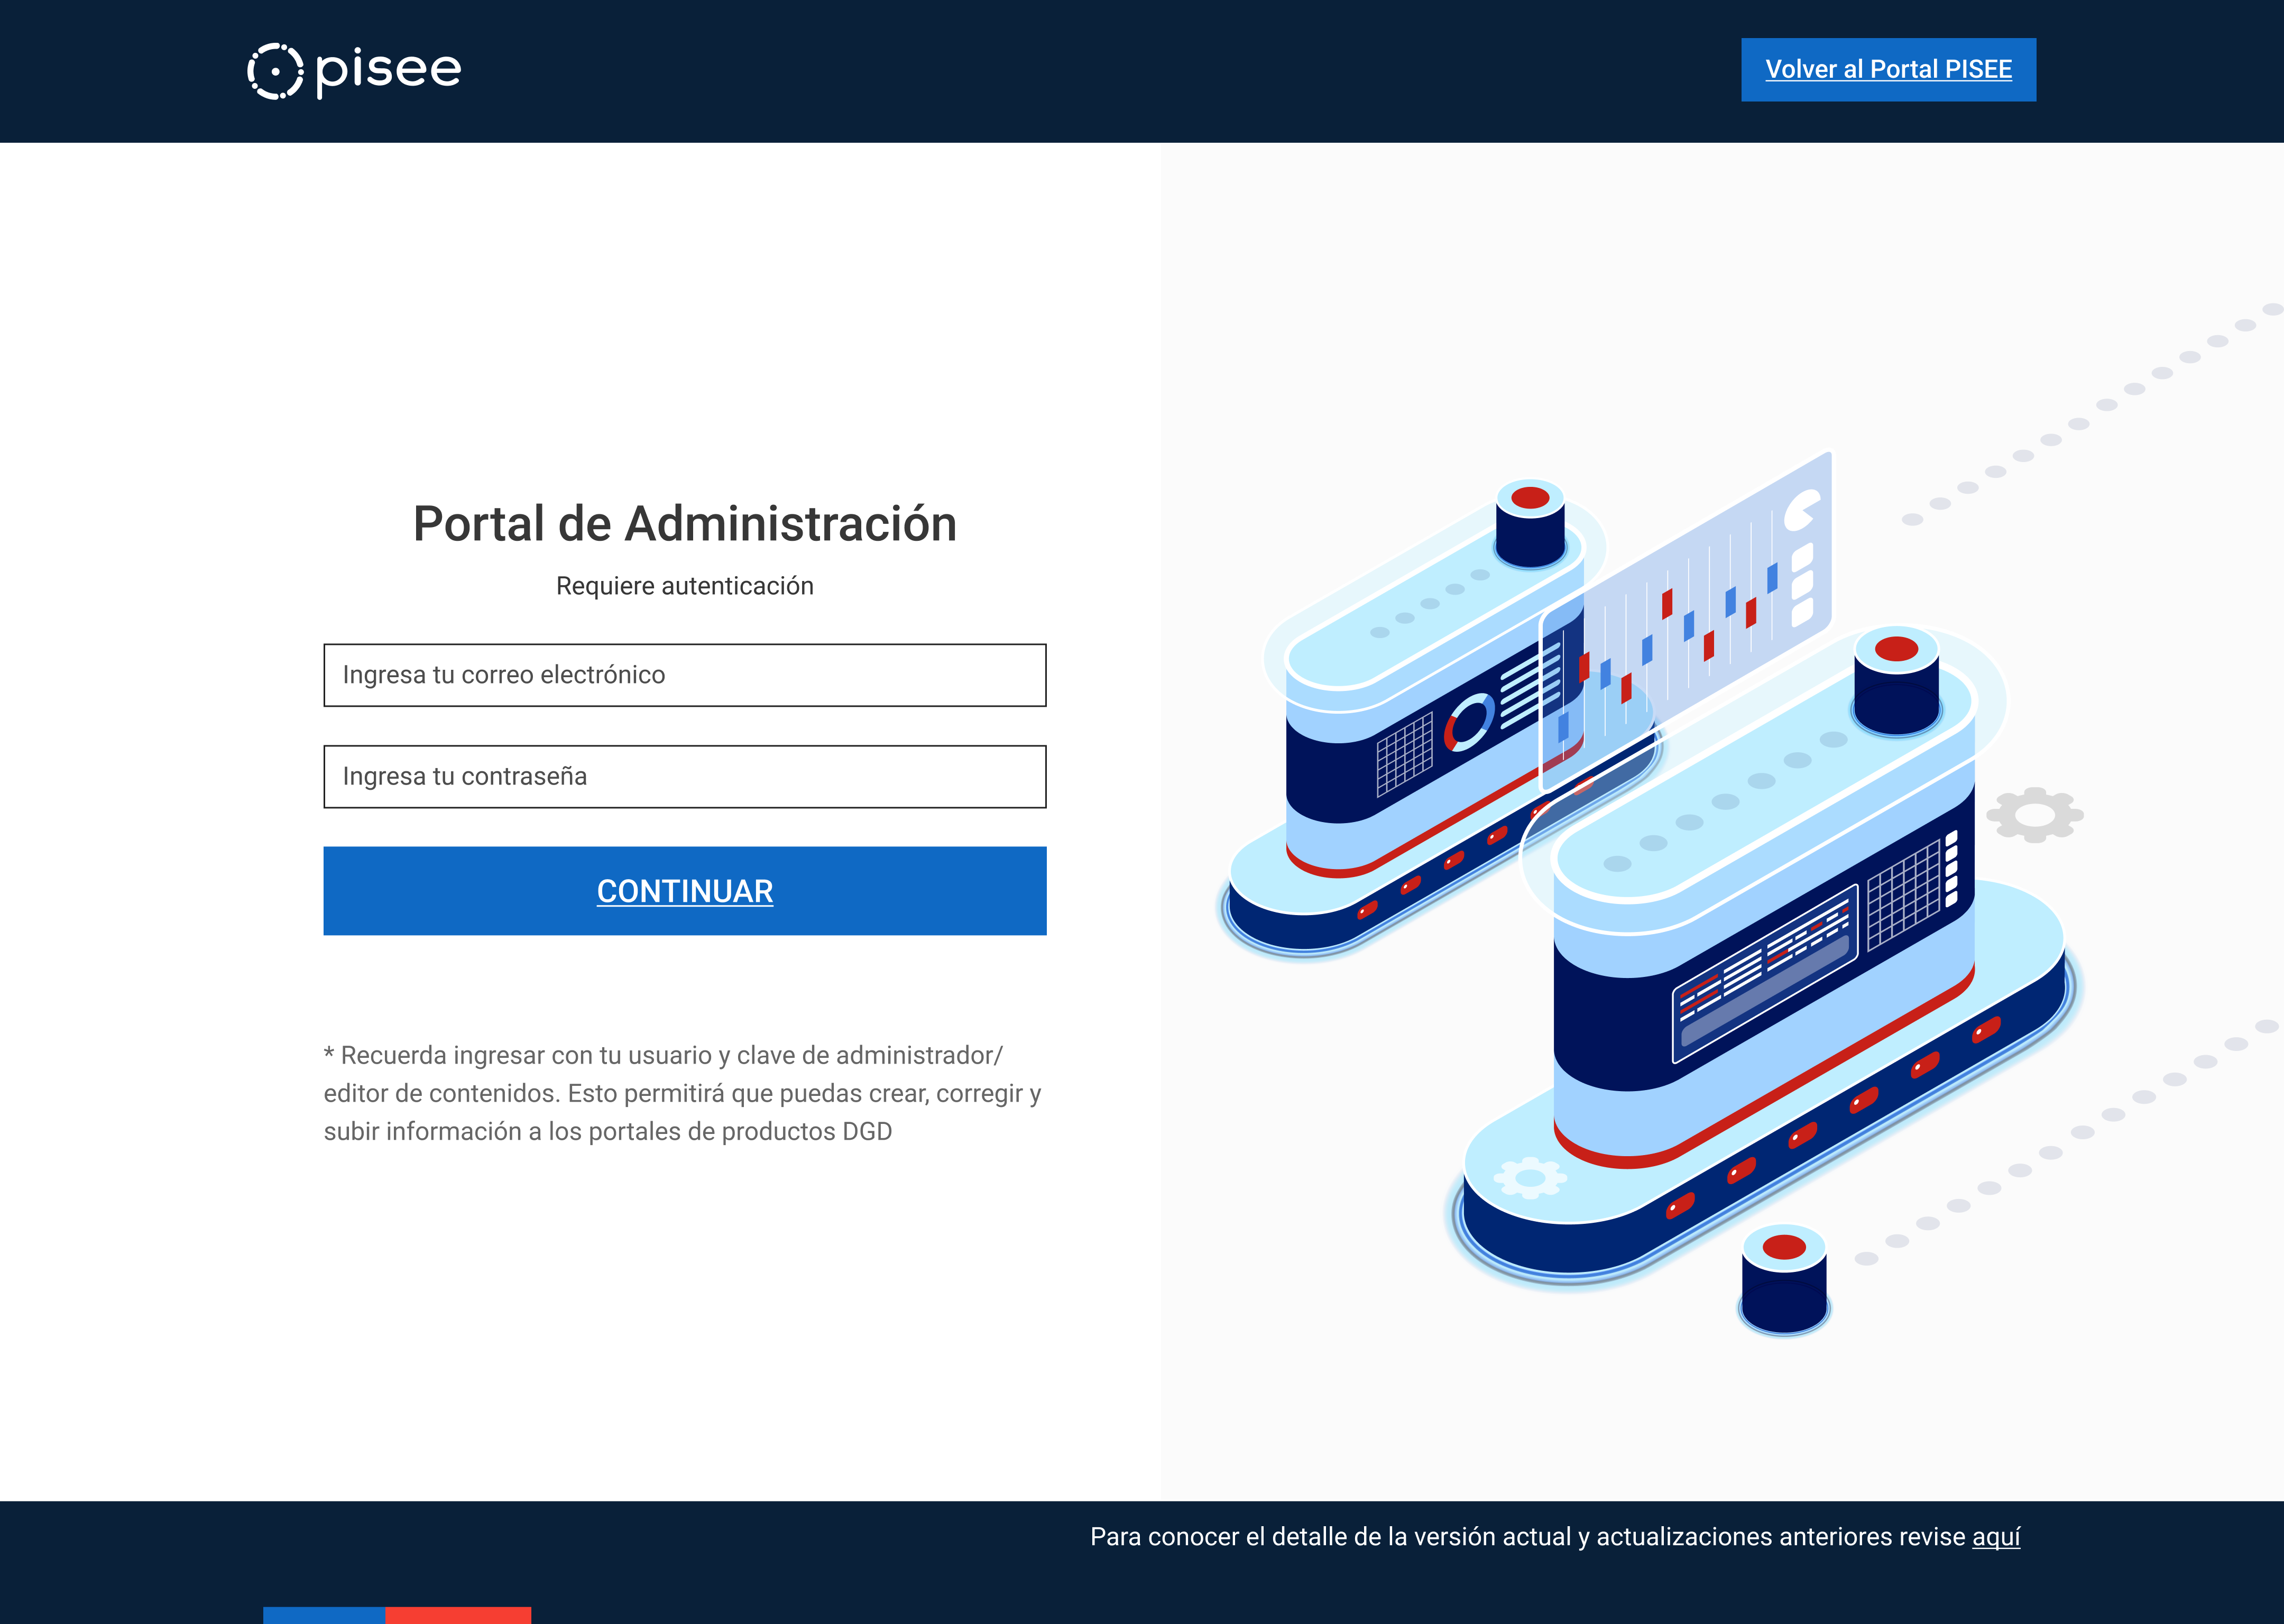 pisee
Volver al Portal PISEE
Portal de Administración
Requiere autenticación
Ingresa tu correo electrónico
Ingresa tu contraseña
CONTINUAR
* Recuerda ingresar con tu usuario y clave de administrador/
editor de contenidos. Esto permitirá que puedas crear, corregir y
subir información a los portales de productos DGD
Para conocer el detalle de la versión actual y actualizaciones anteriores revise aquí